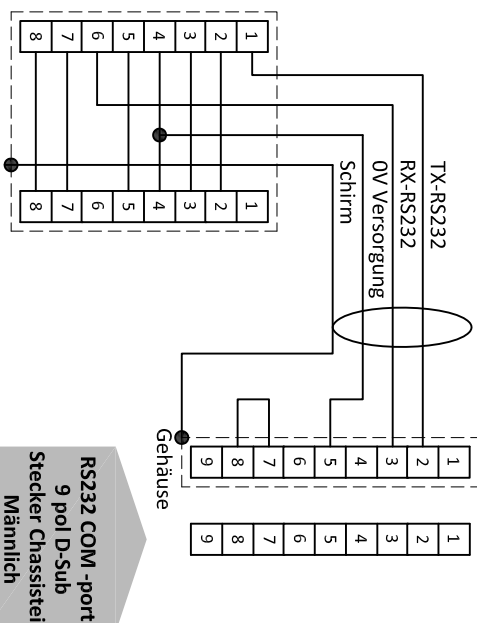 8 7 6 5 4 3 2 1
8 7 6 5 4 3 2 1
TX-RS232
RX-RS232
0V Versorgung
Schirm
Gehäuse
9 8 7 6 5 4 3 2 1
9 8 7 6 5 4 3 2 1
RS232 COM -port
9 pol D-Sub
Stecker Chassistei
Männlich